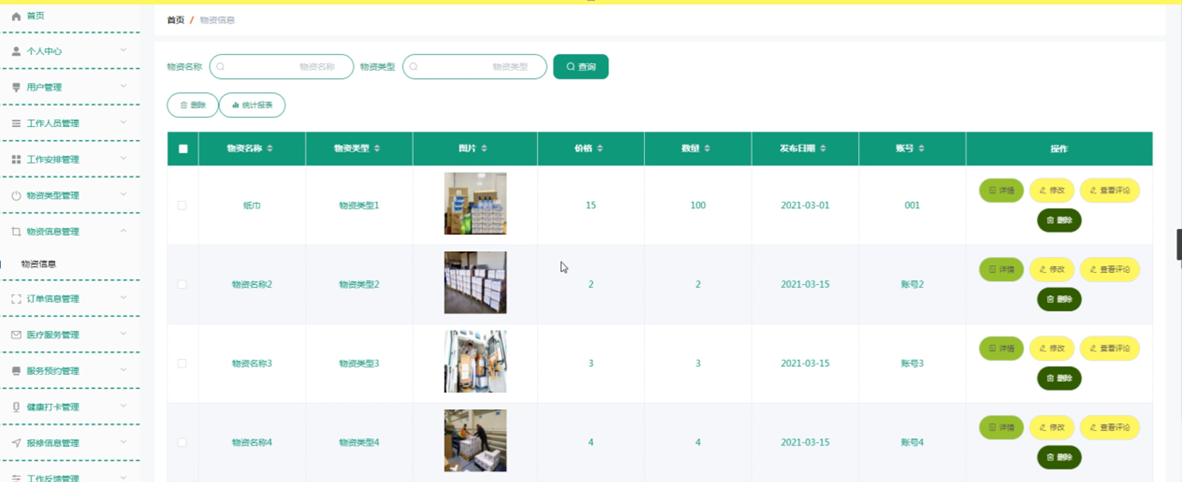 首页
个人中心
用户管理
工作人员管理
工作安排管理
物资类型管理
物资信息管理
物资信息
订单信息管理
医疗服务管理
服务预约管理
健康打卡管理
报修信息管理
工作反馈管理
首页 / 物资信息
物资名称 物资名称 物资类型 物资类型 查询
删除 统计报表
物资名称 物资类型 图片 价格 数量 发布日期 账号 操作
纸巾 物资类型1 15 100 2021-03-01 001 详情 修改 查看评论
删除
物资名称2 物资类型2 2 2 2021-03-15 账号2 详情 修改 查看评论
删除
物资名称3 物资类型3 3 3 2021-03-15 账号3 详情 修改 查看评论
删除
物资名称4 物资类型4 4 4 2021-03-15 账号4 详情 修改 查看评论
删除